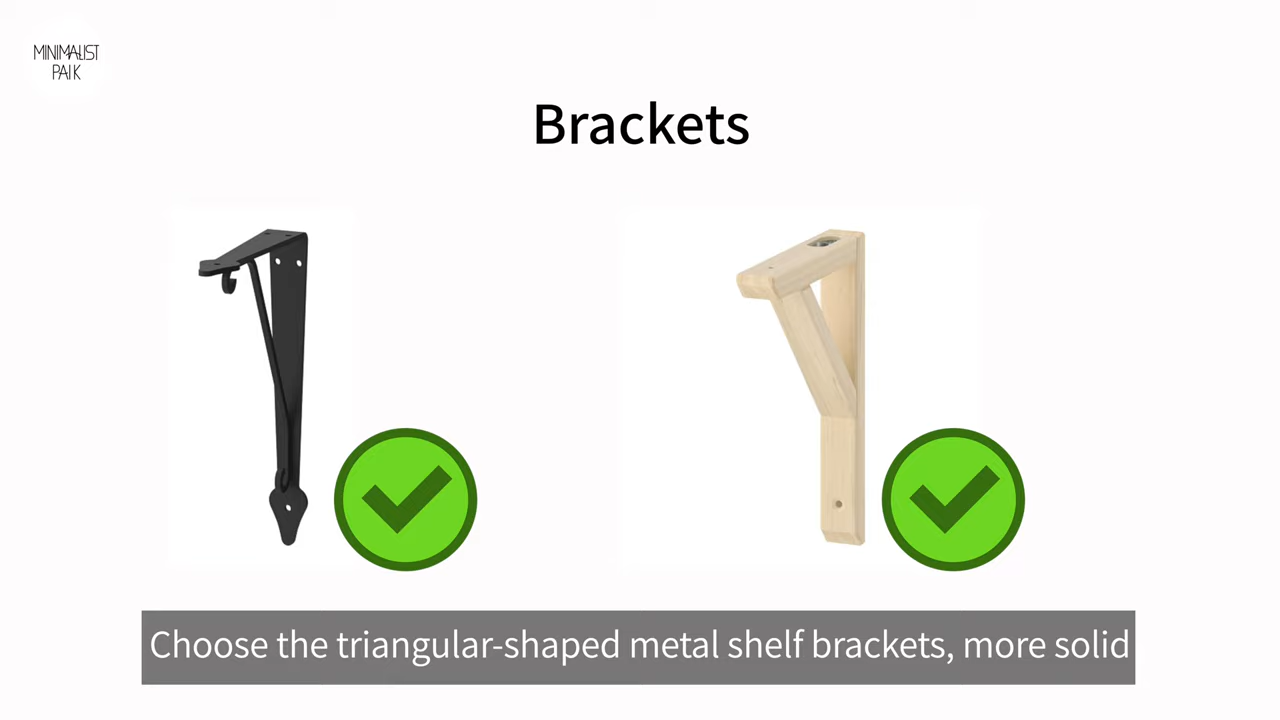 MINIMALIST
PAIK
Brackets
Choose the triangular-shaped metal shelf brackets, more solid